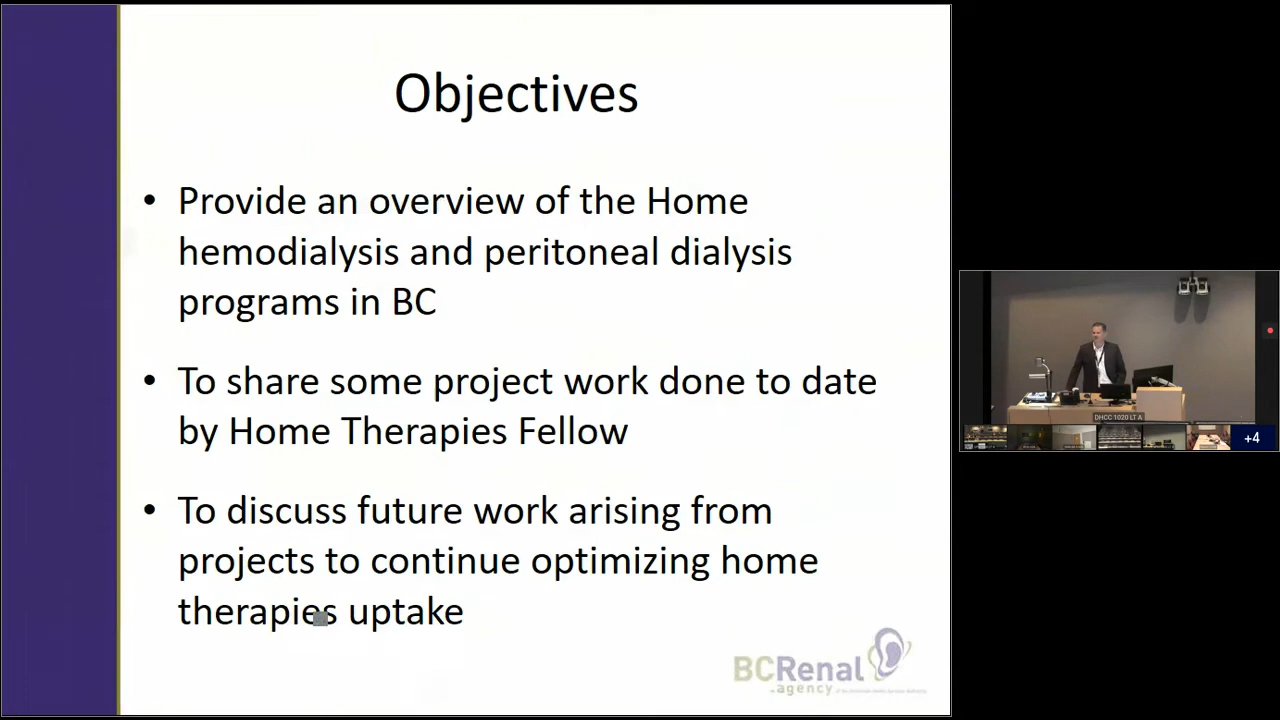 Objectives
• Provide an overview of the Home
hemodialysis and peritoneal dialysis
programs in BC
• To share some project work done to date
by Home Therapies Fellow
• To discuss future work arising from
projects to continue optimizing home
therapies uptake
BCRenal
agency
DHCC 1020 LT A
+4